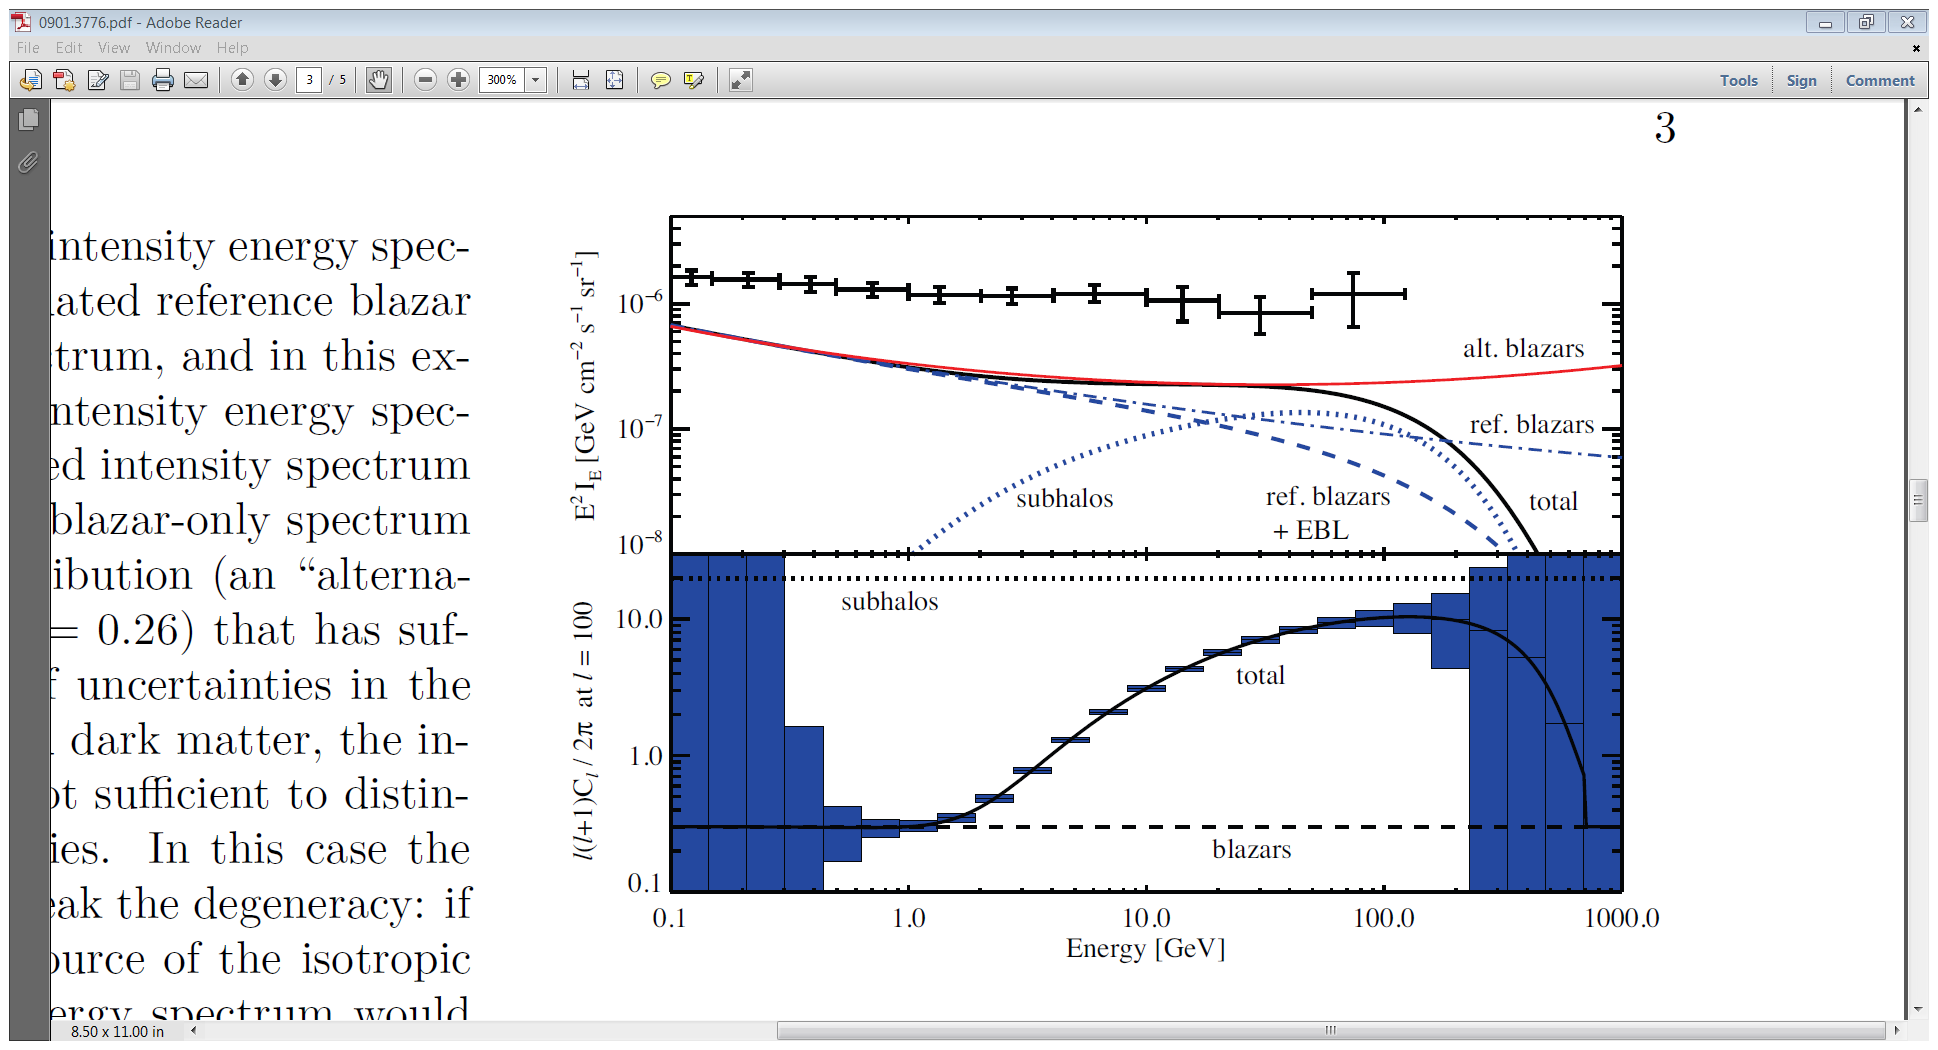 0901.3776.pdf - Adobe Reader
File Edit View Window Help
3 / 5 300% Tools Sign Comment
3
intensity energy spec-
lated reference blazar
ctrum, and in this ex-
ntensity energy spec-
ed intensity spectrum
blazar-only spectrum
ibution (an “alterna-
= 0.26) that has suf-
f uncertainties in the
dark matter, the in-
ot sufficient to distin-
ies. In this case the
eak the degeneracy: if
ource of the isotropic
ergy spectrum would
E² I_E [GeV cm⁻² s⁻¹ sr⁻¹]
10⁻⁶
10⁻⁷
10⁻⁸
alt. blazars
ref. blazars
subhalos
ref. blazars
+ EBL
total
l(l+1)C_l / 2π at l = 100
10.0
1.0
0.1
subhalos
total
blazars
0.1 1.0 10.0 100.0 1000.0
Energy [GeV]
8.50 x 11.00 in